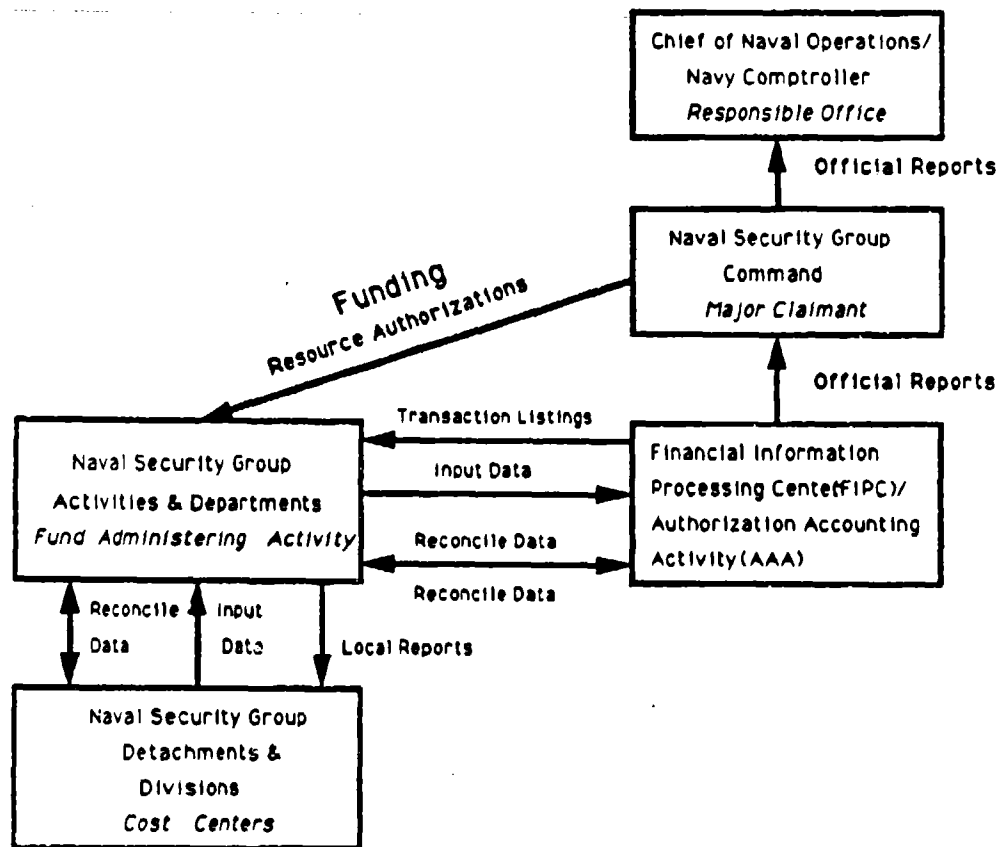 Chief of Naval Operations/
Navy Comptroller
Responsible Office
Official Reports
Naval Security Group
Command
Major Claimant
Funding
Resource Authorizations
Official Reports
Transaction Listings
Input Data
Reconcile Data
Reconcile Data
Naval Security Group
Activities & Departments
Fund Administering Activity
Financial Information
Processing Cente(FIPC)/
Authorization Accounting
Activity(AAA)
Reconcile
Data
Input
Data
Local Reports
Naval Security Group
Detachments &
Divisions
Cost Centers